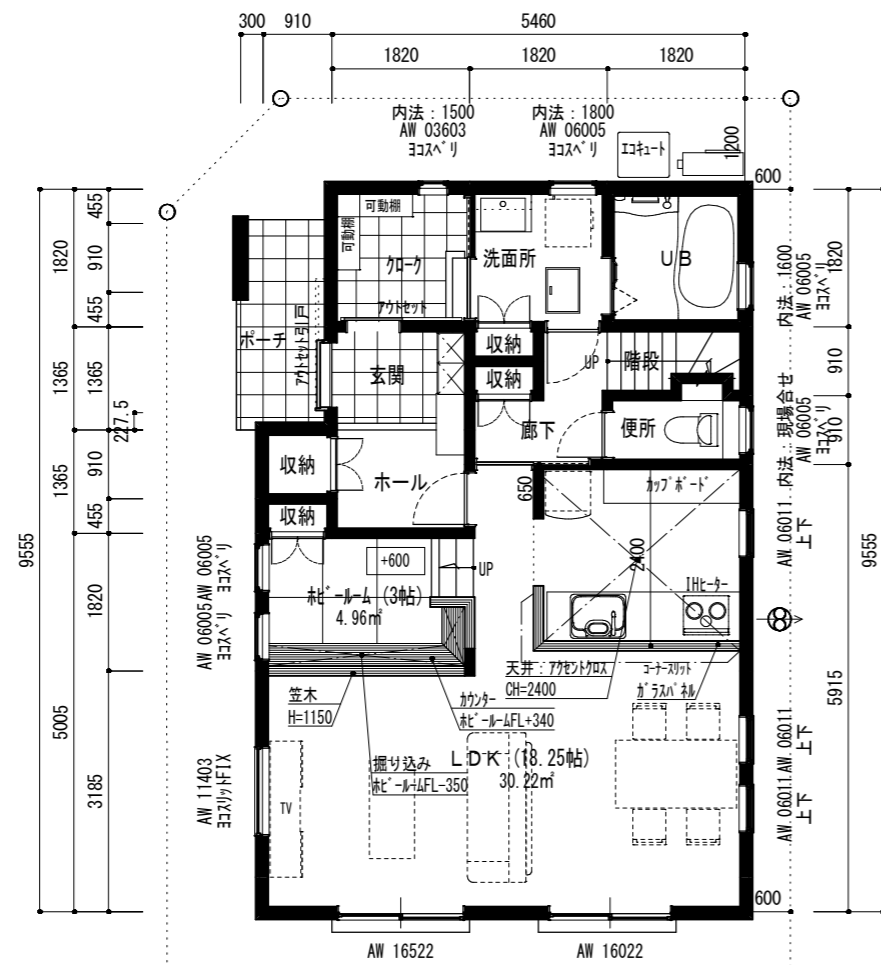 300
910
5460
1820
1820
1820
内法：1500
AW 03603
ﾖｺｽﾍﾞﾘ
内法：1800
AW 06005
ﾖｺｽﾍﾞﾘ
ｴｺｷｭｰﾄ
1200
600
455
910
455
1820
1365
1365
227.5
1365
910
455
9555
1820
5005
3185
可動棚
可動棚
ｸﾛｰｸ
洗面所
UB
ｱｳﾄｾｯﾄ
ポーチ
ｱｳﾄｾｯﾄ引戸
玄関
収納
収納
UP
階段
廊下
便所
収納
ホール
収納
650
ｶｯﾌﾟﾎﾞｰﾄﾞ
2400
+600
UP
IHﾋｰﾀｰ
ﾎﾋﾞｰﾙｰﾑ (3帖)
4.96㎡
天井：ｱｸｾﾝﾄｸﾛｽ
CH=2400
ｺｰﾅｰｽﾘｯﾄ
ｶﾞﾗｽﾊﾟﾈﾙ
笠木
H=1150
ｶｳﾝﾀｰ
ﾎﾋﾞｰﾙｰﾑFL+340
掘り込み
ﾎﾋﾞｰﾙｰﾑFL-350
LDK (18.25帖)
30.22㎡
TV
AW 06005
ﾖｺｽﾍﾞﾘ
AW 06005
ﾖｺｽﾍﾞﾘ
AW 11403
ﾖｺｽﾘｯﾄFIX
内法：1600
AW 06005
ﾖｺｽﾍﾞﾘ
内法：現場合せ
AW 06005
ﾖｺｽﾍﾞﾘ
AW 06011
上下
AW 06011
上下
AW 06011
上下
1820
910
910
9555
5915
600
AW 16522
AW 16022